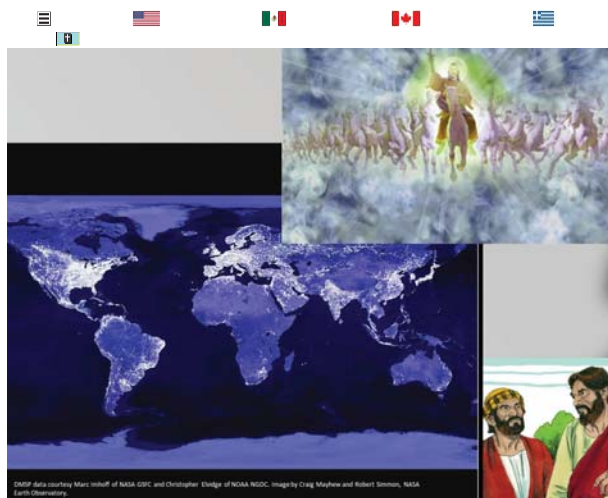 DMSP data courtesy Marc Imhoff of NASA GSFC and Christopher Elvidge of NOAA NGDC. Image by Craig Mayhew and Robert Simmon, NASA
Earth Observatory.